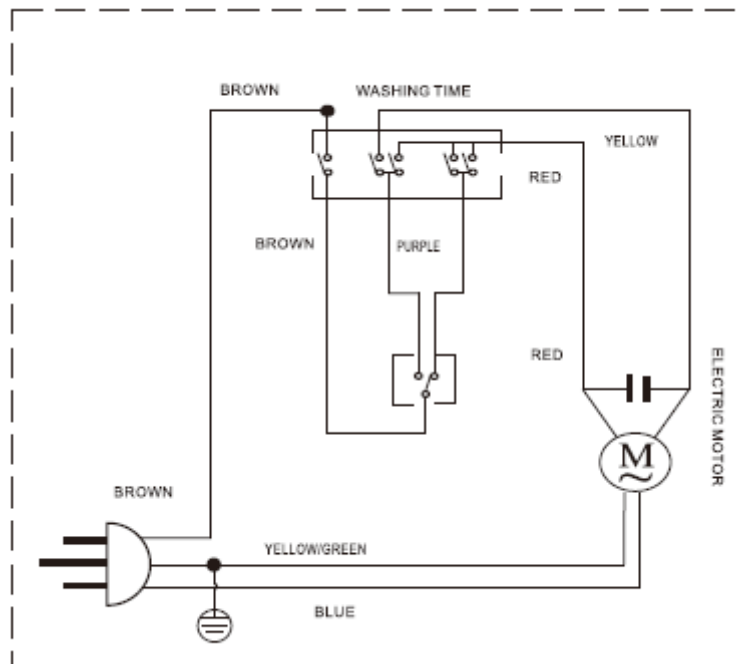 BROWN
WASHING TIME
YELLOW
RED
BROWN
PURPLE
RED
ELECTRIC MOTOR
M
BROWN
YELLOW/GREEN
BLUE